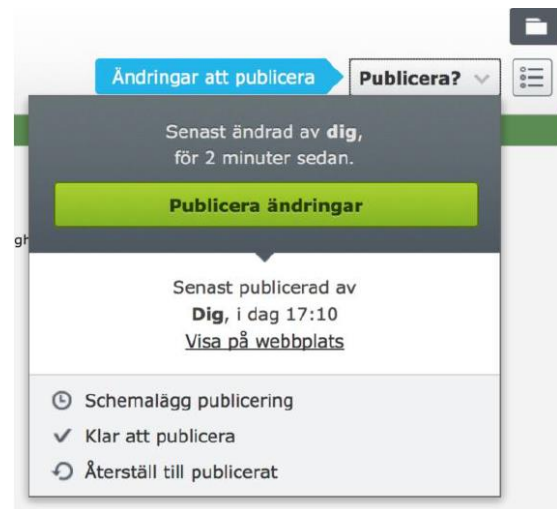 Ändringar att publicera Publicera?
Senast ändrad av dig,
för 2 minuter sedan.
Publicera ändringar
gh
Senast publicerad av
Dig, i dag 17:10
Visa på webbplats
Schemalägg publicering
Klar att publicera
Återställ till publicerat